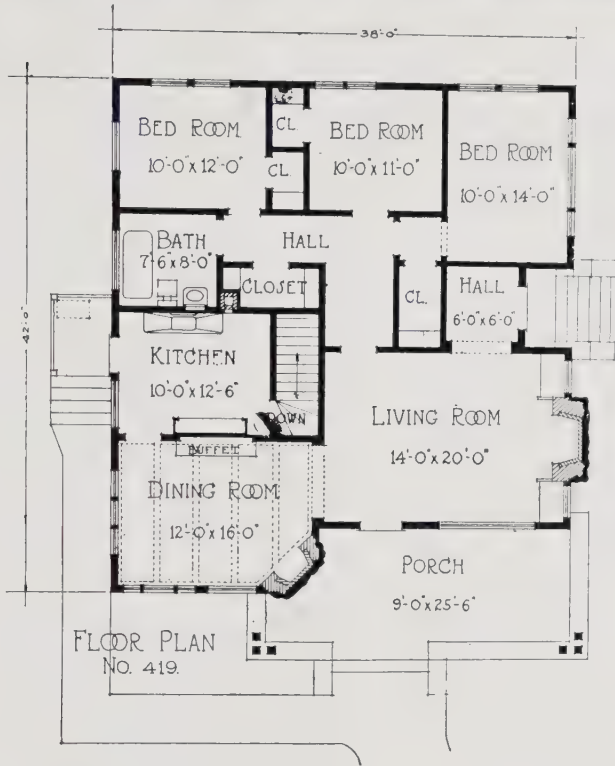 38'-0"
42'-0"
BED ROOM
10'-0" x 12'-0"
CL.
CL.
BED ROOM
10'-0" x 11'-0"
BED ROOM
10'-0" x 14'-0"
BATH
7'-6" x 8'-0"
HALL
CLOSET
CL.
HALL
6'-0" x 6'-0"
KITCHEN
10'-0" x 12'-6"
DOWN
LIVING ROOM
14'-0" x 20'-0"
BUFFET
DINING ROOM
12'-0" x 16'-0"
PORCH
9'-0" x 25'-6"
FLOOR PLAN
NO. 419.